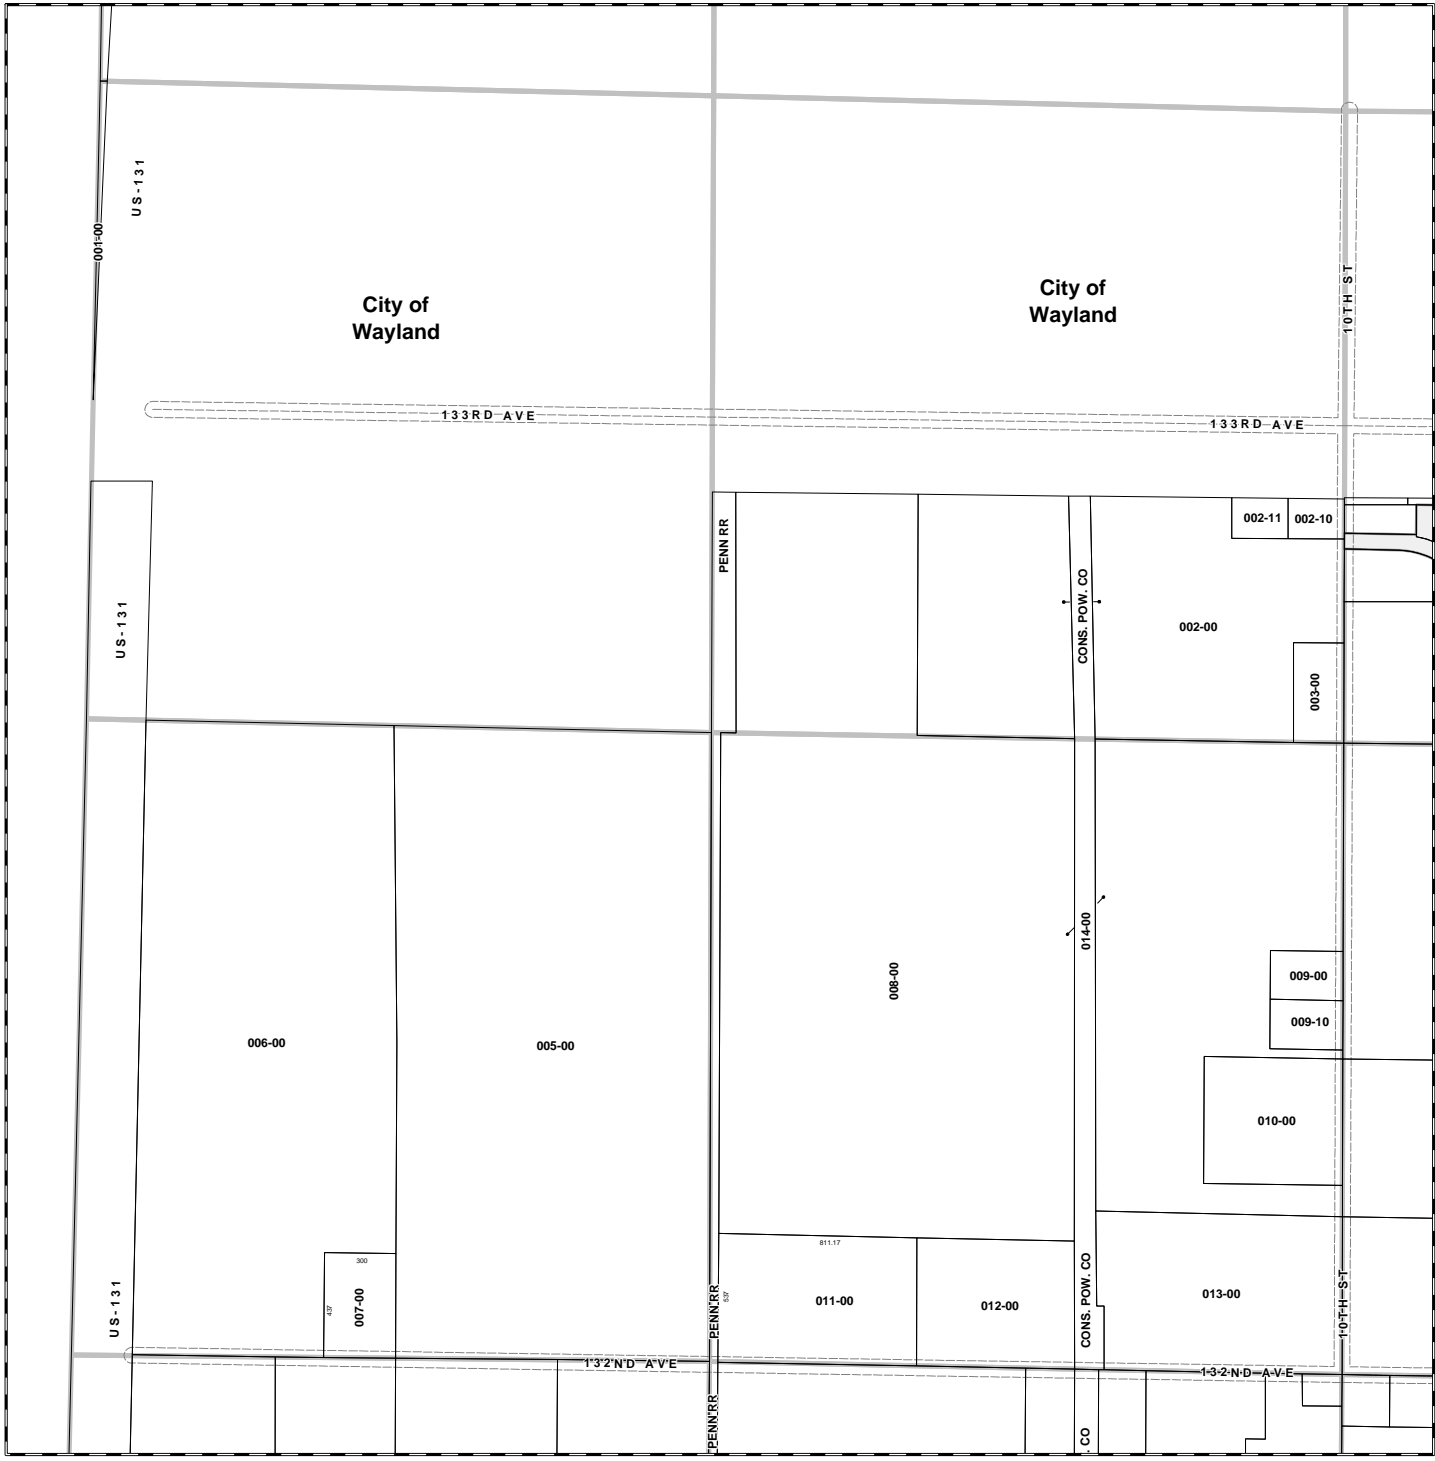 US-131
001-00
City of
Wayland
City of
Wayland
10TH ST
133RD AVE
133RD AVE
PENN RR
002-11
002-10
CONS. POW. CO
US-131
002-00
003-00
014-00
008-00
009-00
009-10
006-00
005-00
010-00
811.17
300
437
007-00
US-131
PENN RR
537
011-00
012-00
CONS. POW. CO
013-00
10TH ST
132ND AVE
132ND AVE
PENN RR
. CO